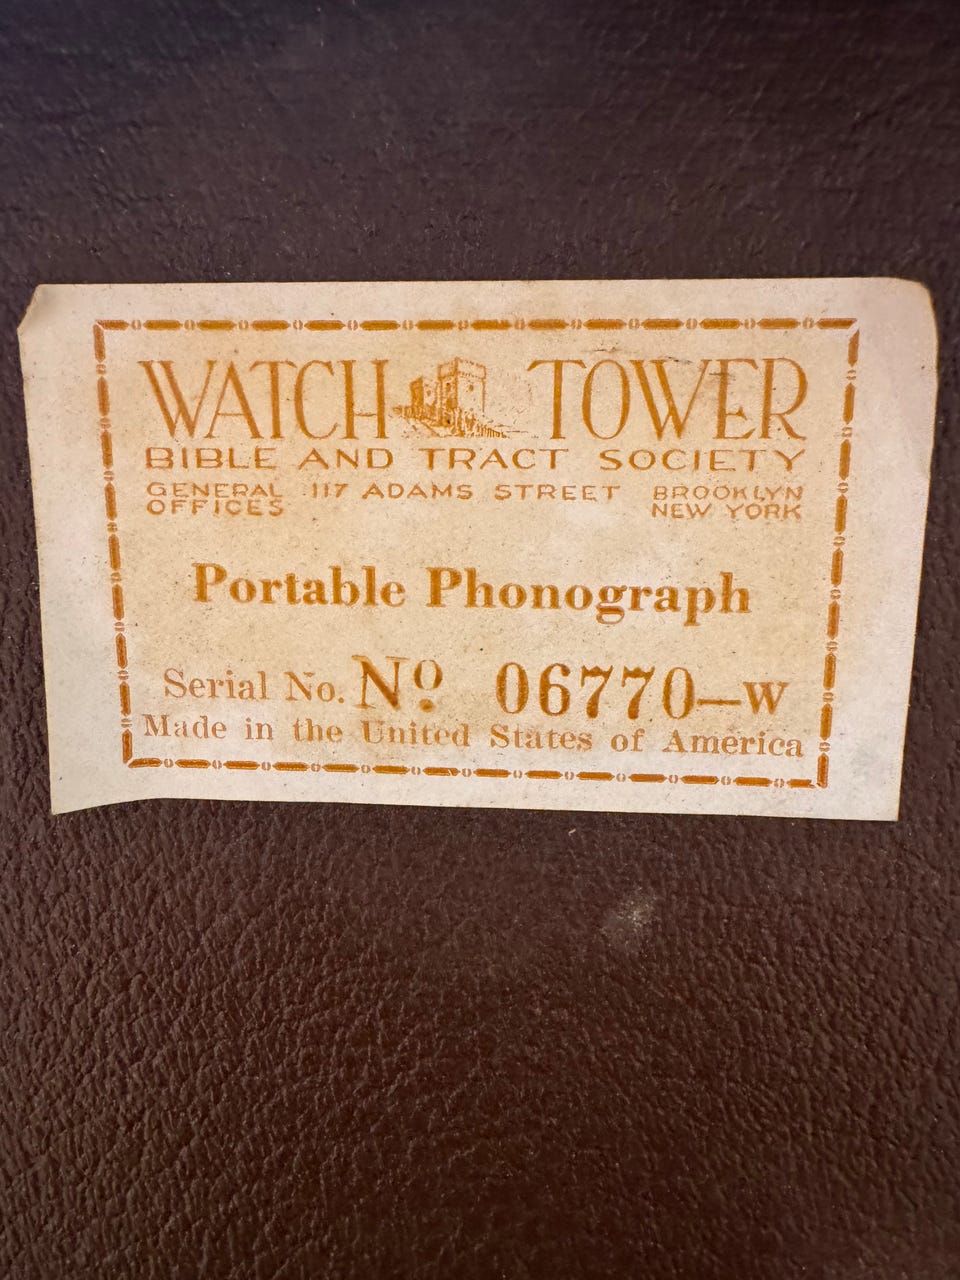 WATCH TOWER
BIBLE AND TRACT SOCIETY
GENERAL OFFICES 117 ADAMS STREET BROOKLYN NEW YORK
Portable Phonograph
Serial No. No. 06770–W
Made in the United States of America